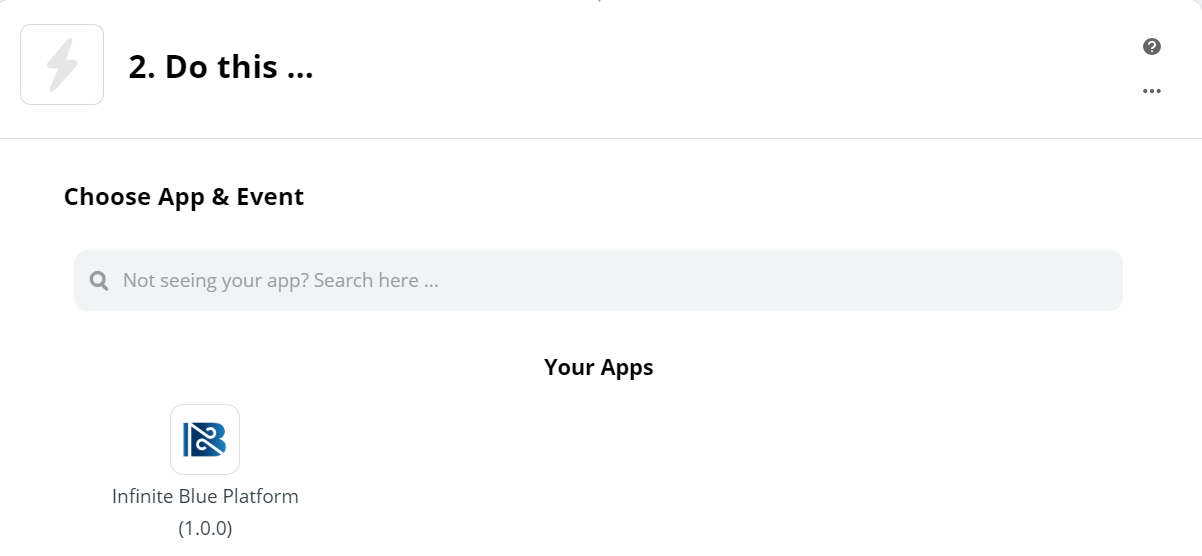 2. Do this ...
Choose App & Event
Not seeing your app? Search here ...
Your Apps
Infinite Blue Platform
(1.0.0)